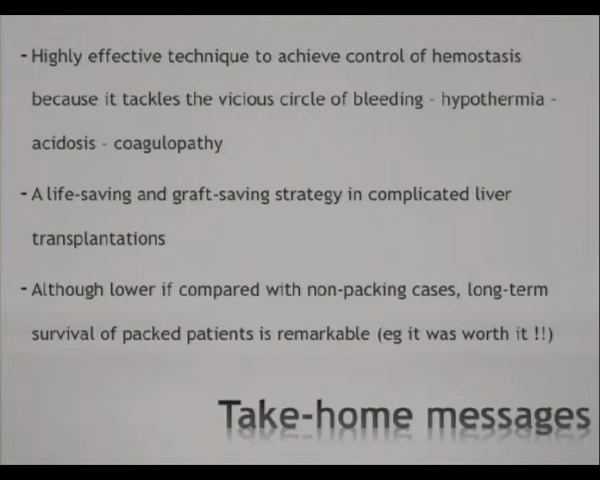 - Highly effective technique to achieve control of hemostasis
because it tackles the vicious circle of bleeding - hypothermia -
acidosis - coagulopathy
- A life-saving and graft-saving strategy in complicated liver
transplantations
- Although lower if compared with non-packing cases, long-term
survival of packed patients is remarkable (eg it was worth it !!)
Take-home messages